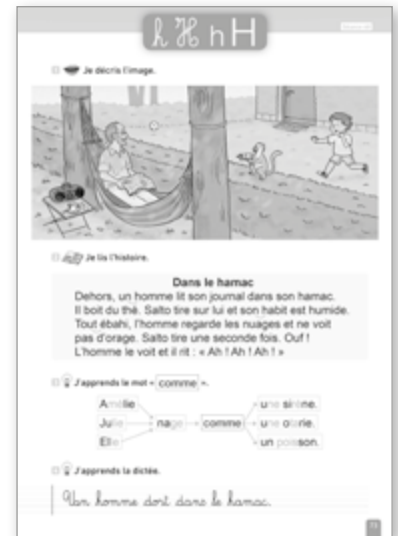 h H h H
Je décris l'image.
Je lis l'histoire.
Dans le hamac
Dehors, un homme lit son journal dans son hamac.
Il boit du thé. Salto tire sur lui et son habit est humide.
Tout ébahi, l'homme regarde les nuages et ne voit
pas d'orage. Salto tire une seconde fois. Ouf !
L'homme le voit et il rit : « Ah ! Ah ! Ah ! »
J'apprends le mot « comme ».
Amélie une sirène.
Julie nage comme une otarie.
Elle un poisson.
J'apprends la dictée.
Un homme dort dans le hamac.
73